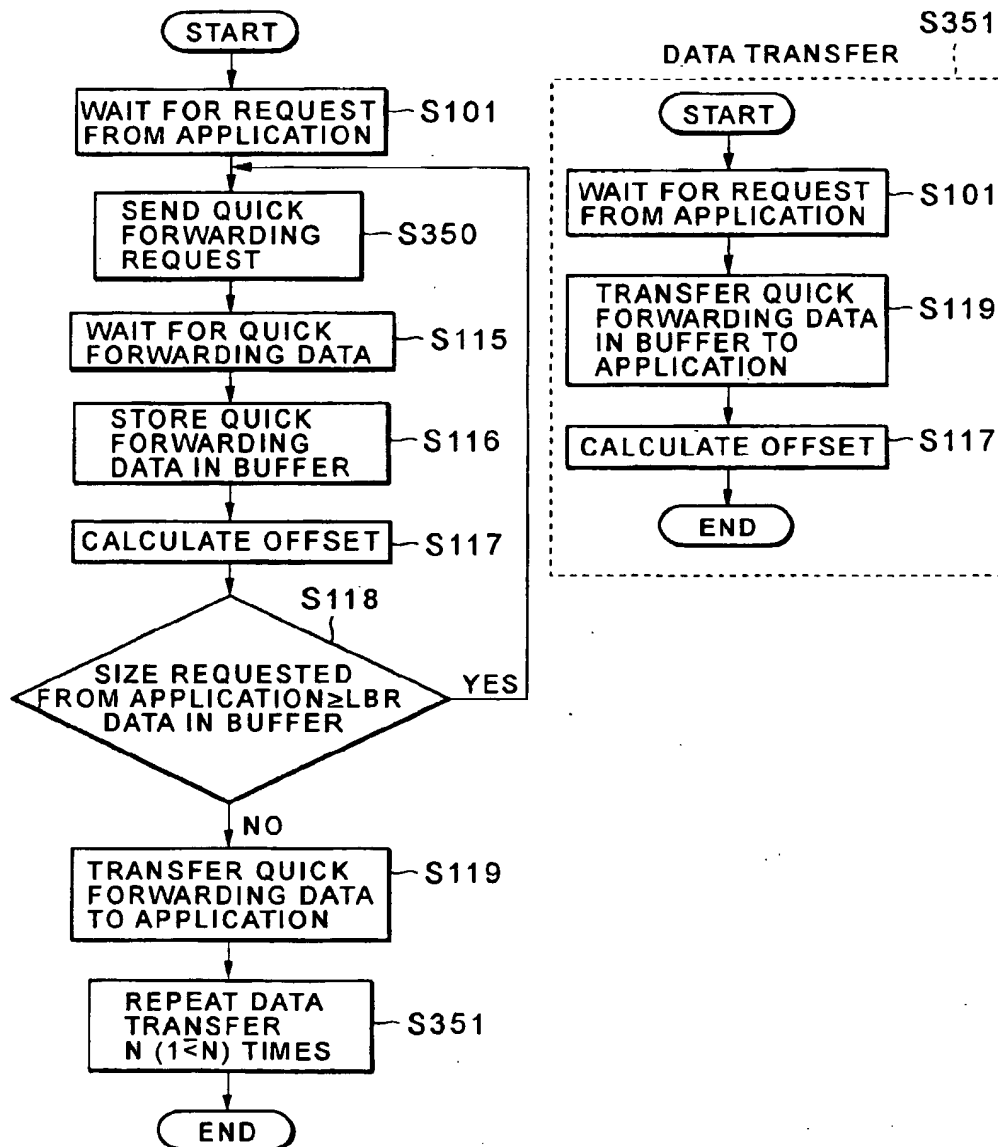 START
WAIT FOR REQUEST
FROM APPLICATION
S101
SEND QUICK
FORWARDING
REQUEST
S350
WAIT FOR QUICK
FORWARDING DATA
S115
STORE QUICK
FORWARDING
DATA IN BUFFER
S116
CALCULATE OFFSET
S117
S118
SIZE REQUESTED
FROM APPLICATION≥LBR
DATA IN BUFFER
YES
NO
TRANSFER QUICK
FORWARDING DATA
TO APPLICATION
S119
REPEAT DATA
TRANSFER
N (1≤N) TIMES
S351
END
S351
DATA TRANSFER
START
WAIT FOR REQUEST
FROM APPLICATION
S101
TRANSFER QUICK
FORWARDING DATA
IN BUFFER TO
APPLICATION
S119
CALCULATE OFFSET
S117
END